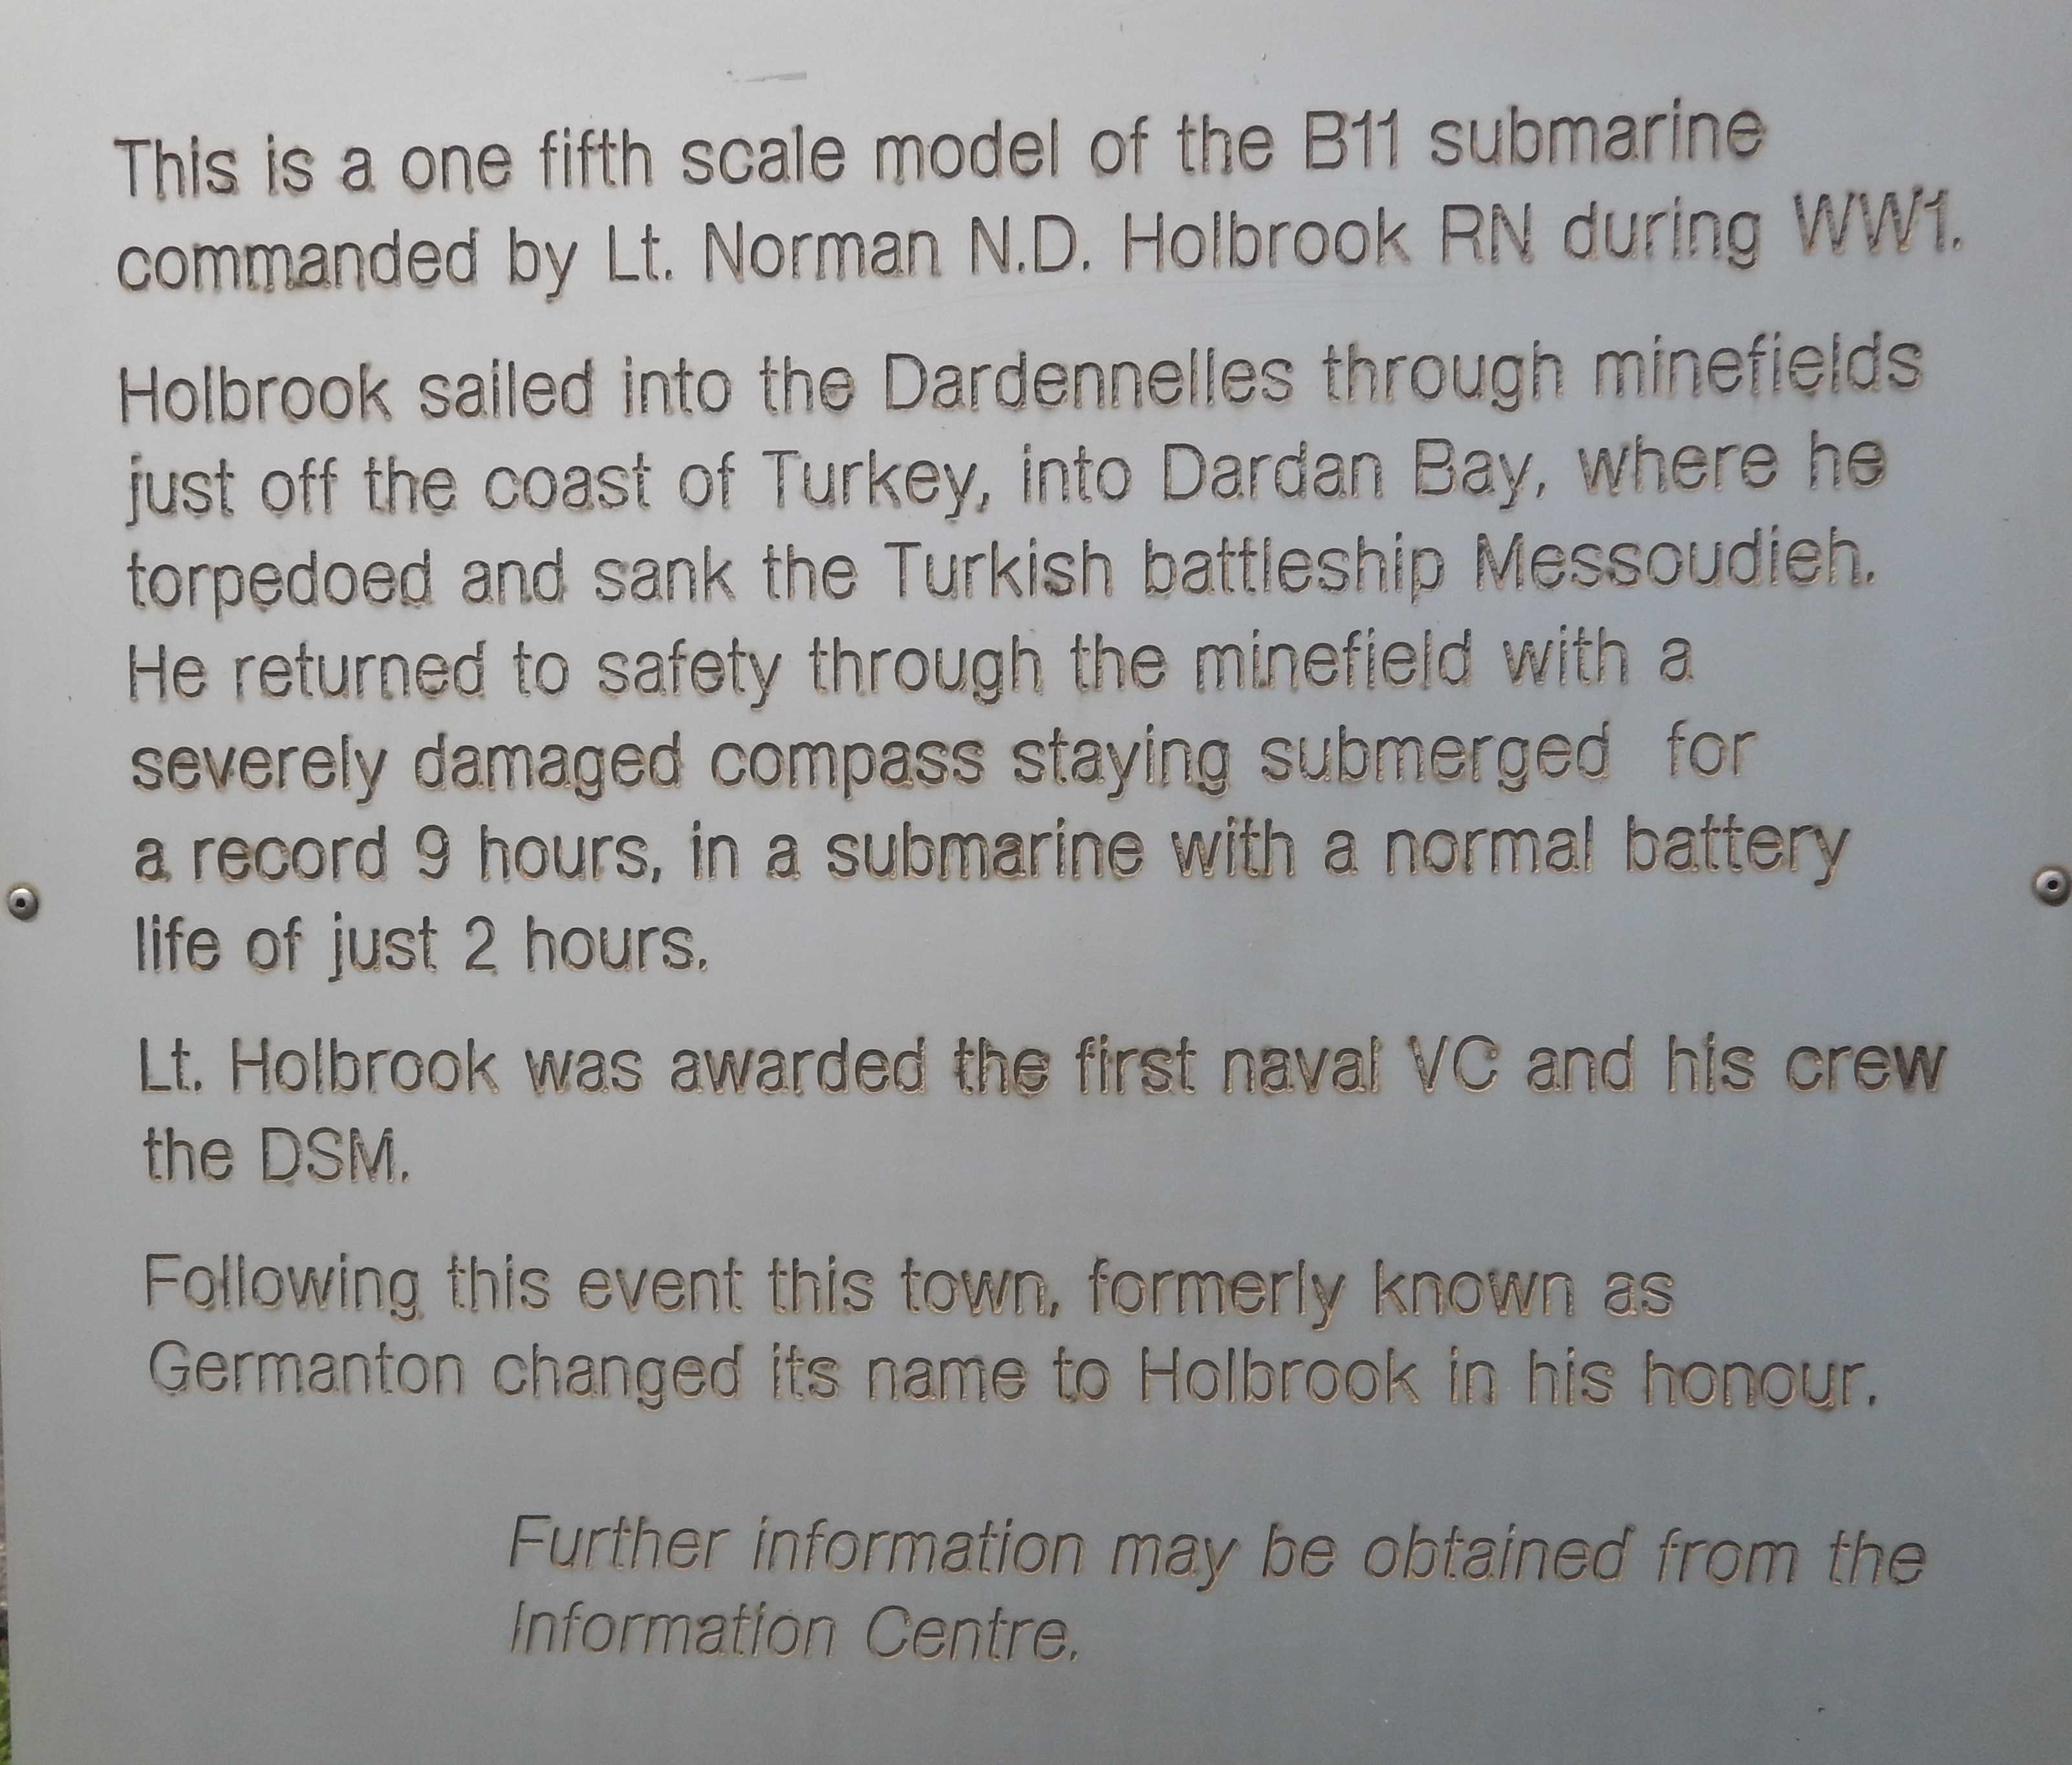 This is a one fifth scale model of the B11 submarine
commanded by Lt. Norman N.D. Holbrook RN during WW1.
Holbrook sailed into the Dardennelles through minefields
just off the coast of Turkey, into Dardan Bay, where he
torpedoed and sank the Turkish battleship Messoudieh.
He returned to safety through the minefield with a
severely damaged compass staying submerged for
a record 9 hours, in a submarine with a normal battery
life of just 2 hours.
Lt. Holbrook was awarded the first naval VC and his crew
the DSM.
Following this event this town, formerly known as
Germanton changed its name to Holbrook in his honour.
Further information may be obtained from the
Information Centre.